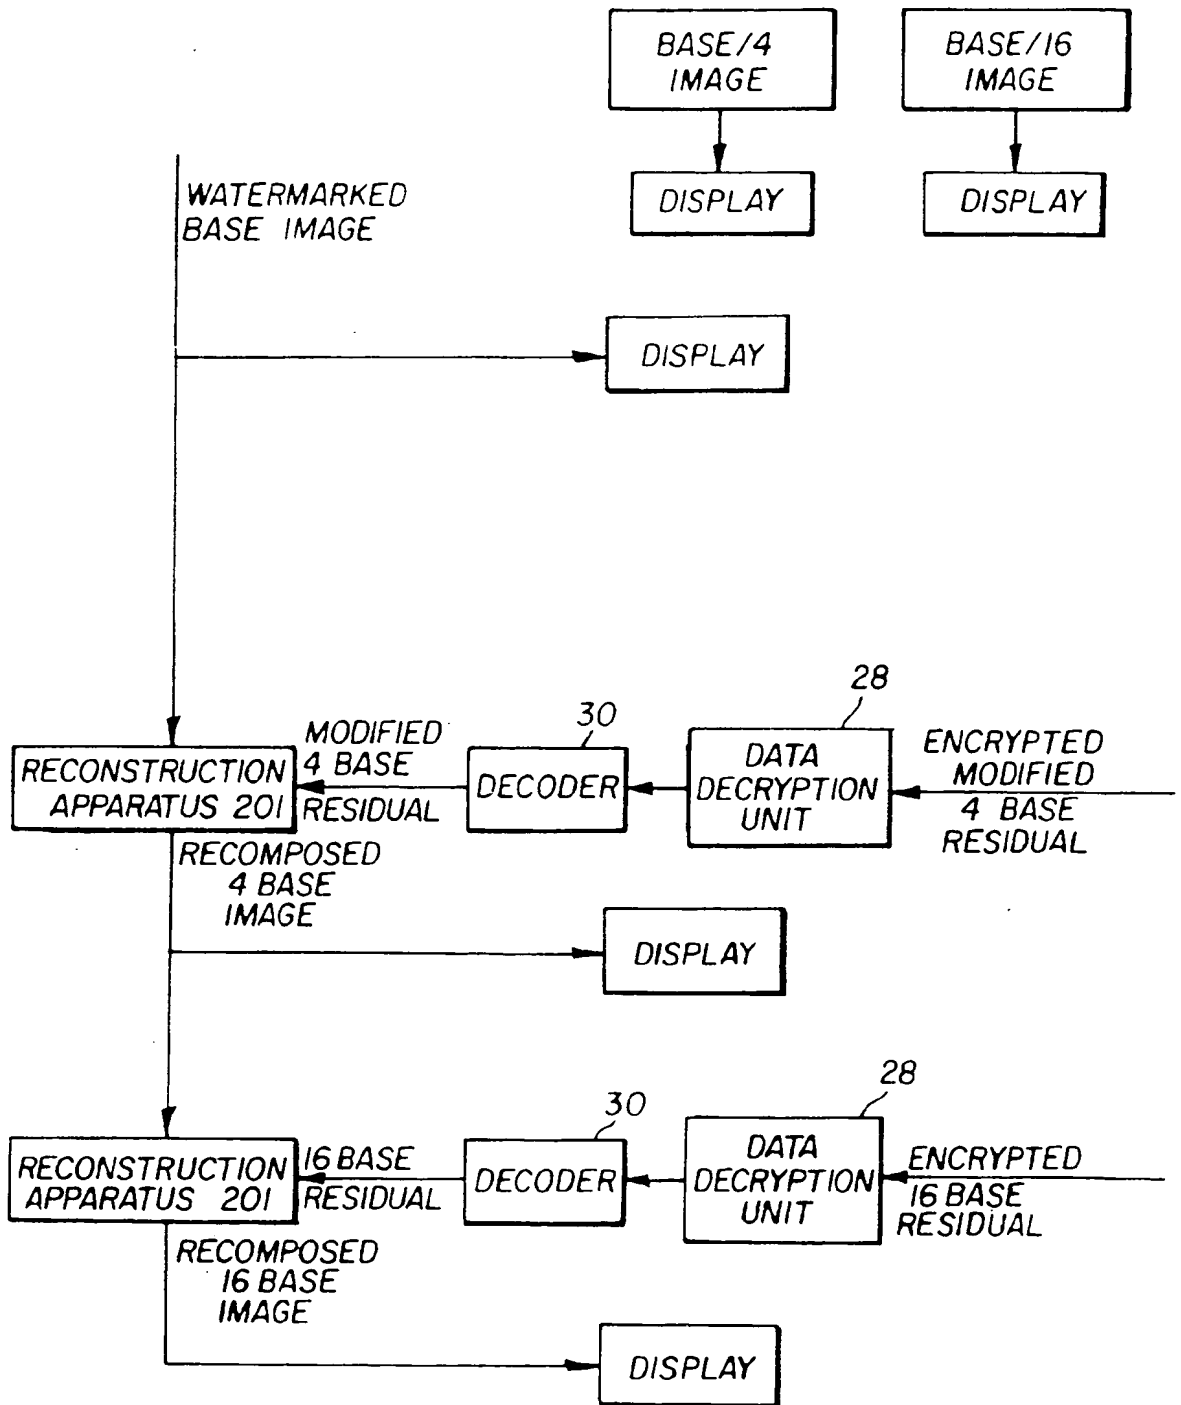 BASE/4
IMAGE
BASE/16
IMAGE
DISPLAY
DISPLAY
WATERMARKED
BASE IMAGE
DISPLAY
28
30
MODIFIED
4 BASE
RESIDUAL
RECONSTRUCTION
APPARATUS 201
DECODER
DATA
DECRYPTION
UNIT
ENCRYPTED
MODIFIED
4 BASE
RESIDUAL
RECOMPOSED
4 BASE
IMAGE
DISPLAY
28
30
RECONSTRUCTION
APPARATUS 201
16 BASE
RESIDUAL
DECODER
DATA
DECRYPTION
UNIT
ENCRYPTED
16 BASE
RESIDUAL
RECOMPOSED
16 BASE
IMAGE
DISPLAY